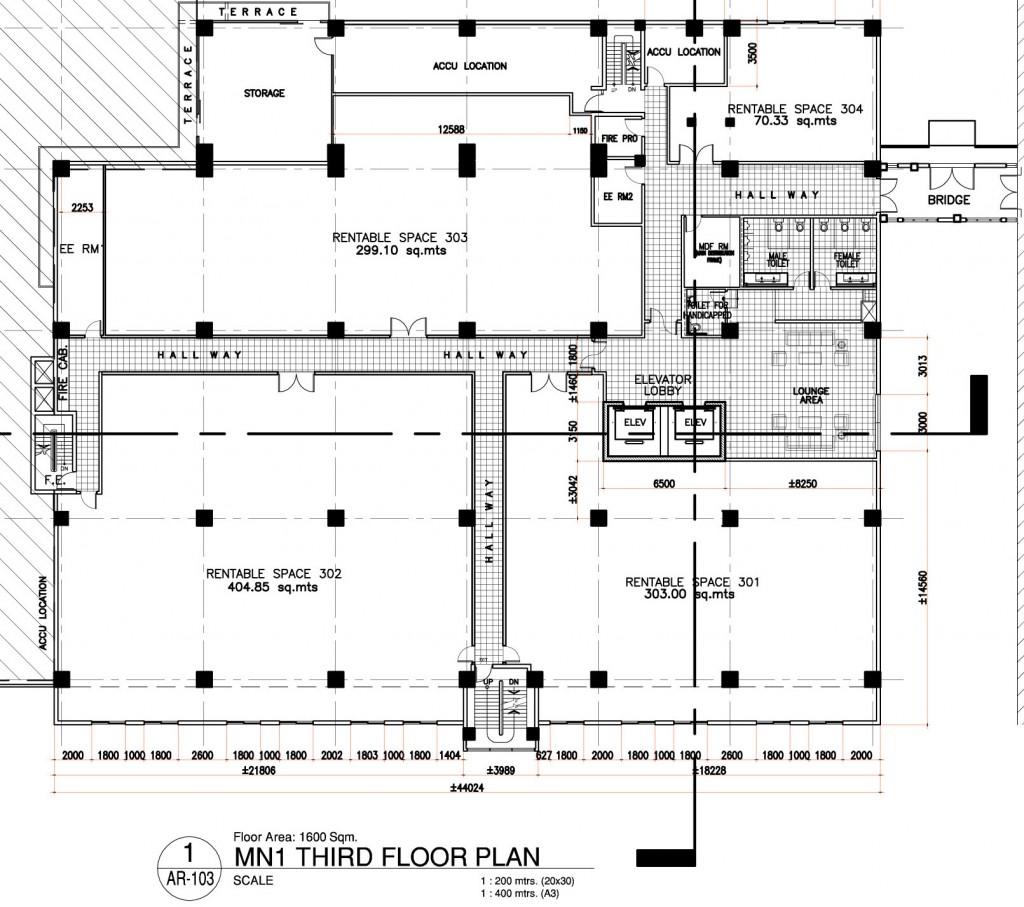 TERRACE
TERRACE
STORAGE
ACCU LOCATION
UP
DN
ACCU LOCATION
3500
RENTABLE SPACE 304
70.33 sq.mts
12588
1160
FIRE PRO
EE RM2
HALL WAY
BRIDGE
2253
EE RM1
RENTABLE SPACE 303
299.10 sq.mts
MDF RM
MALE
TOILET
FEMALE
TOILET
TOILET FOR
HANDICAPPED
HALL WAY
HALL WAY
1800
FIRE CAB.
±1460
ELEVATOR
LOBBY
LOUNGE
AREA
3013
ELEV
ELEV
3150
3000
DN
F.E.
6500
±8250
±3042
HALL WAY
RENTABLE SPACE 302
404.85 sq.mts
RENTABLE SPACE 301
303.00 sq.mts
±14560
ACCU LOCATION
UP
DN
2000 1800 1000 1800 2600 1000 1800 2002 1803 1000 1800 1404 627 1800 2000 1800 1000 1800 2600 1800 1000 1800 2000
±21806
±3989
±18228
±44024
1
AR-103
Floor Area: 1600 Sqm.
MN1 THIRD FLOOR PLAN
SCALE
1 : 200 mtrs. (20x30)
1 : 400 mtrs. (A3)